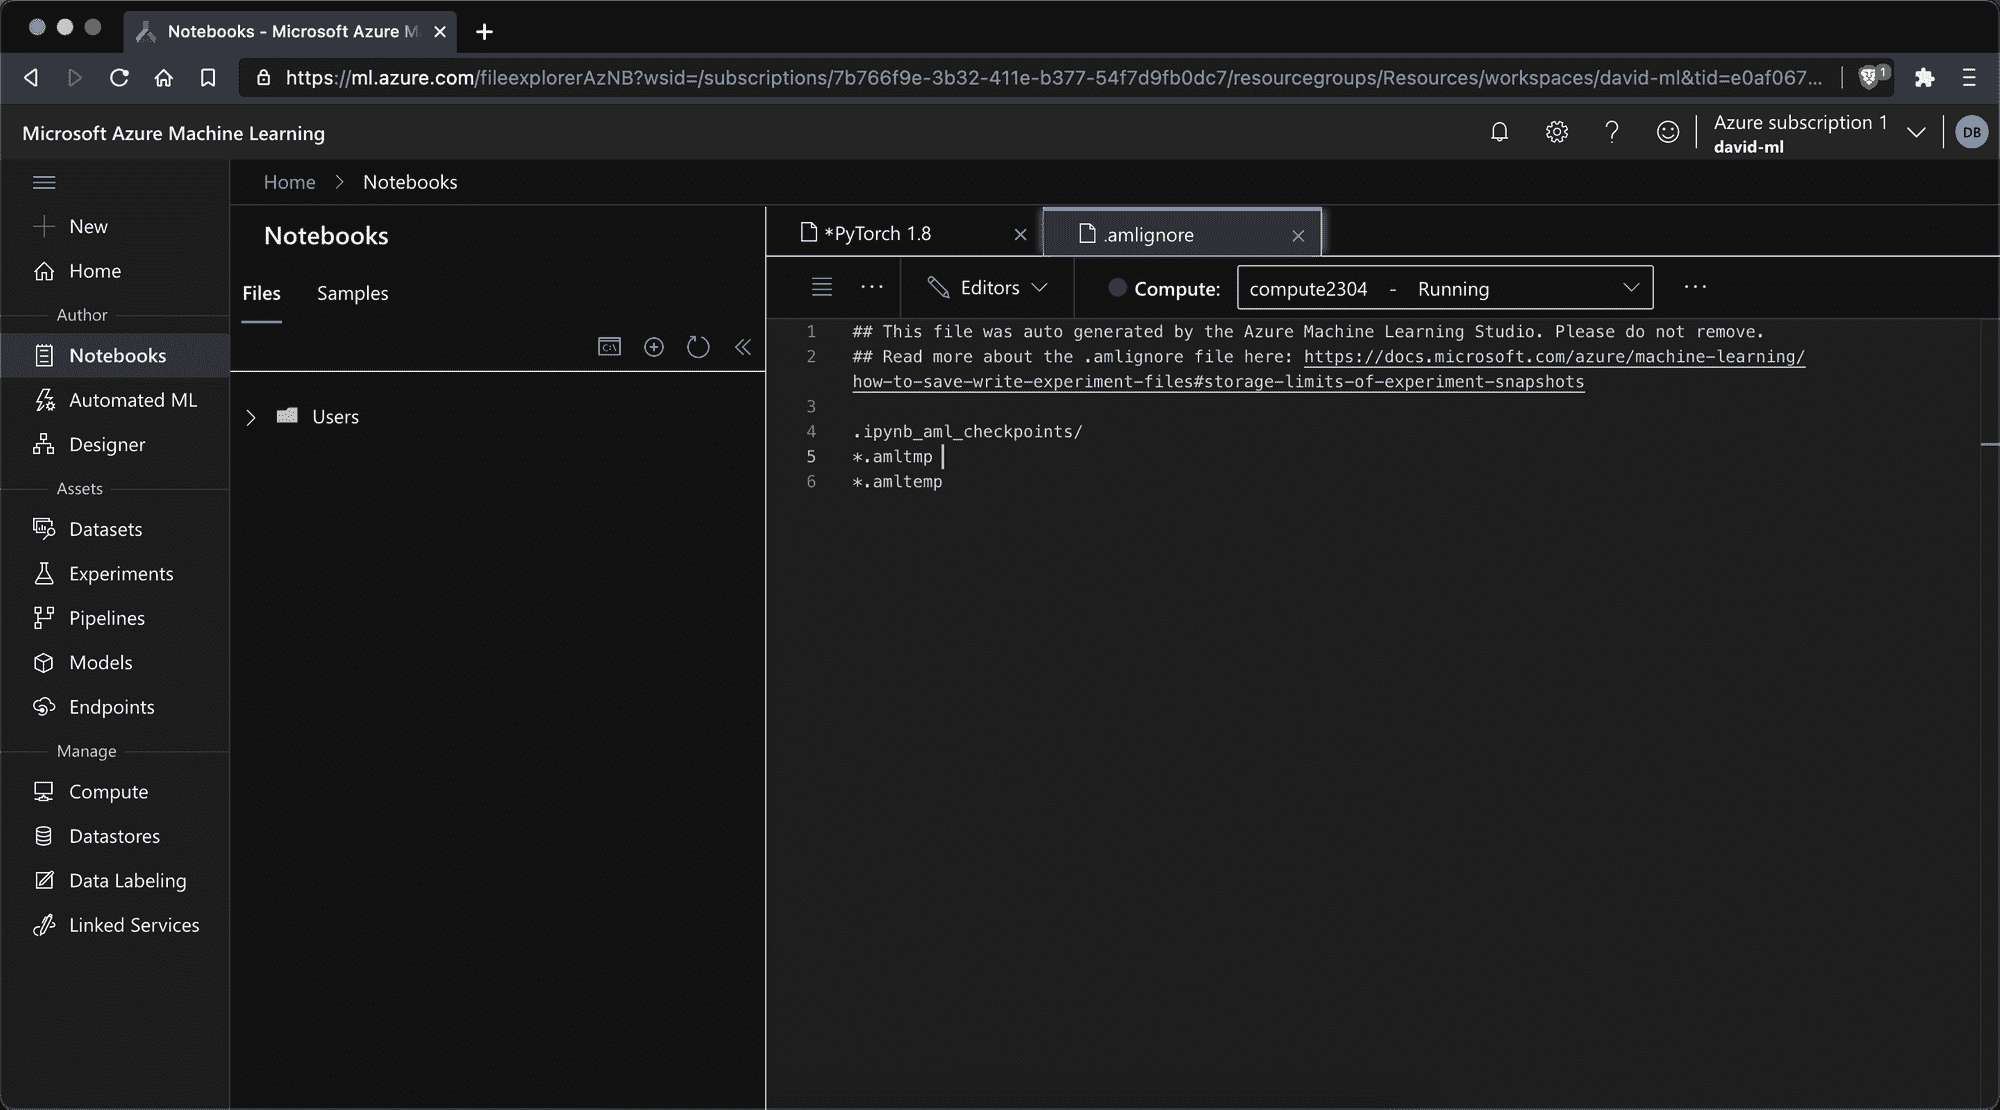 Notebooks - Microsoft Azure M
https://ml.azure.com/fileexplorerAzNB?wsid=/subscriptions/7b766f9e-3b32-411e-b377-54f7d9fb0dc7/resourcegroups/Resources/workspaces/david-ml&tid=e0af067...
1
Microsoft Azure Machine Learning
Azure subscription 1
david-ml
DB
New
Home
Author
Notebooks
Automated ML
Designer
Assets
Datasets
Experiments
Pipelines
Models
Endpoints
Manage
Compute
Datastores
Data Labeling
Linked Services
Home > Notebooks
Notebooks
Files Samples
Users
*PyTorch 1.8
.amlignore
Editors
Compute: compute2304 - Running
1 ## This file was auto generated by the Azure Machine Learning Studio. Please do not remove.
2 ## Read more about the .amlignore file here: https://docs.microsoft.com/azure/machine-learning/
how-to-save-write-experiment-files#storage-limits-of-experiment-snapshots
3
4 .ipynb_aml_checkpoints/
5 *.amltmp
6 *.amltemp